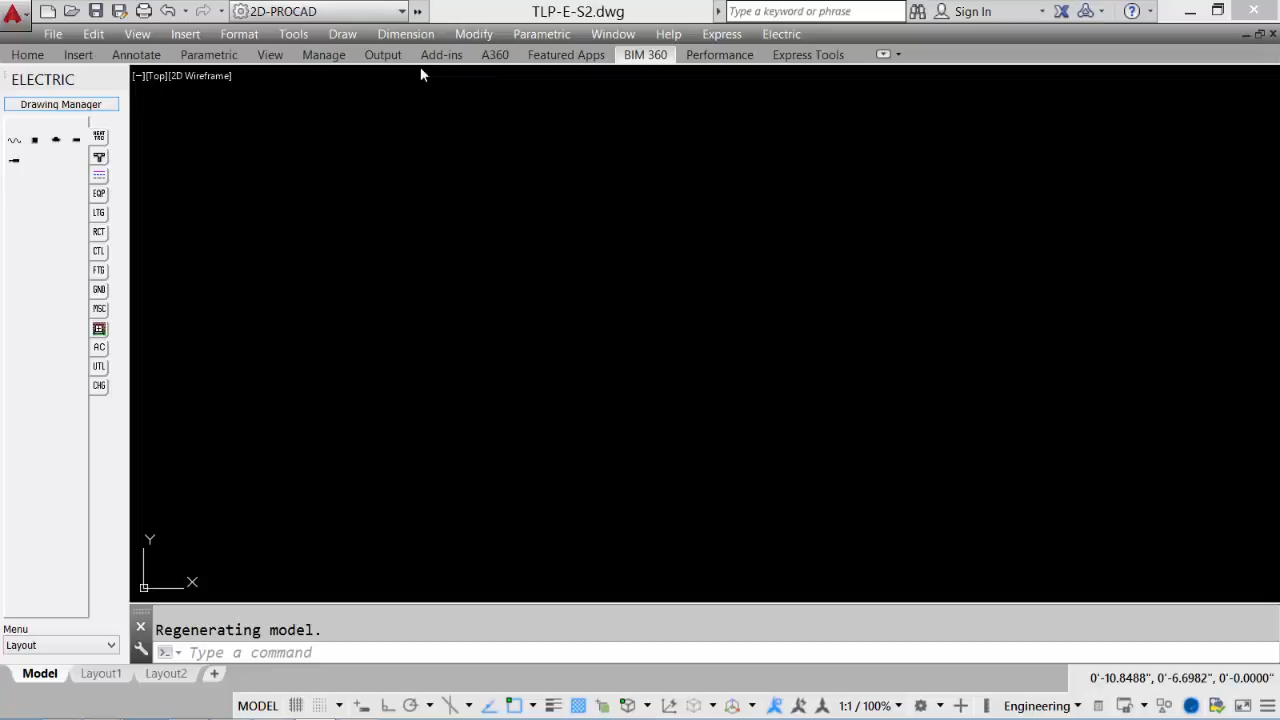 2D-PROCAD
TLP-E-S2.dwg
Type a keyword or phrase
Sign In
File Edit View Insert Format Tools Draw Dimension Modify Parametric Window Help Express Electric
Home Insert Annotate Parametric View Manage Output Add-ins A360 Featured Apps BIM 360 Performance Express Tools
ELECTRIC
[−][Top][2D Wireframe]
Drawing Manager
HEAT TRC
EQP
LTG
RCT
CTL
FTG
GND
MSC
AC
UTL
CHG
Y
X
Regenerating model.
Menu
Layout
Type a command
Model Layout1 Layout2 +
0'-10.8488", 0'-6.6982", 0'-0.0000"
MODEL
1:1 / 100%
Engineering